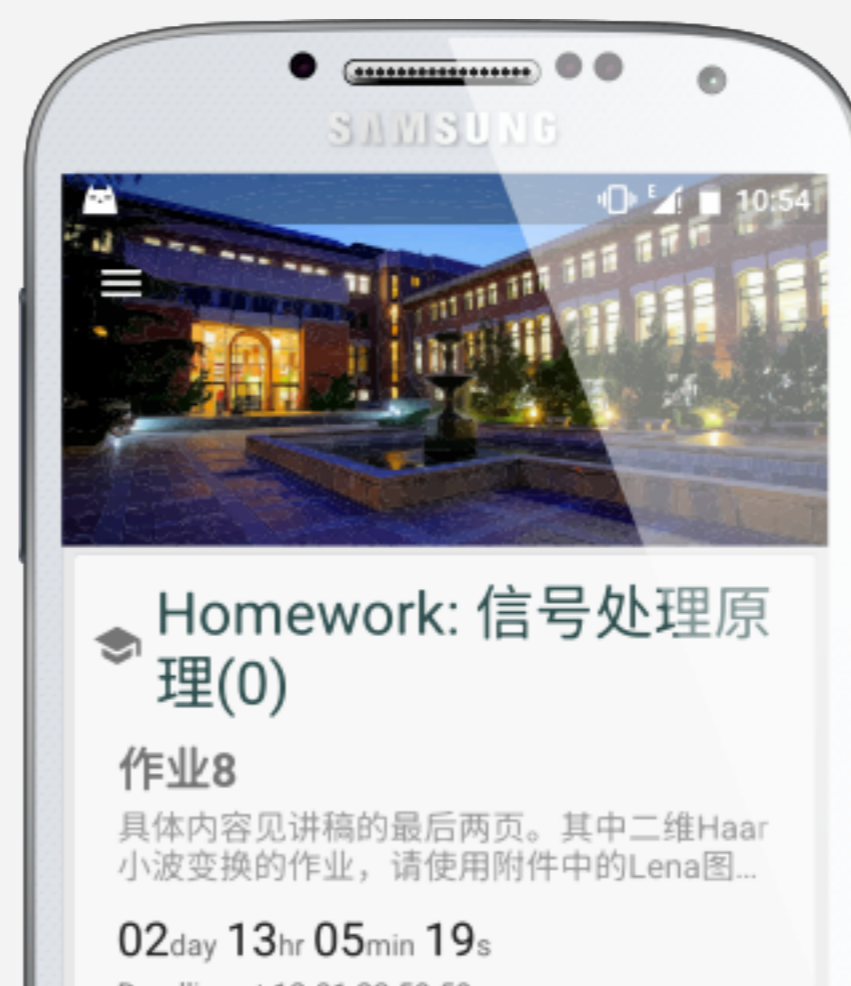 SAMSUNG
E 10:54
Homework: 信号处理原
理(0)
作业8
具体内容见讲稿的最后两页。其中二维Haar
小波变换的作业，请使用附件中的Lena图...
02day 13hr 05min 19s